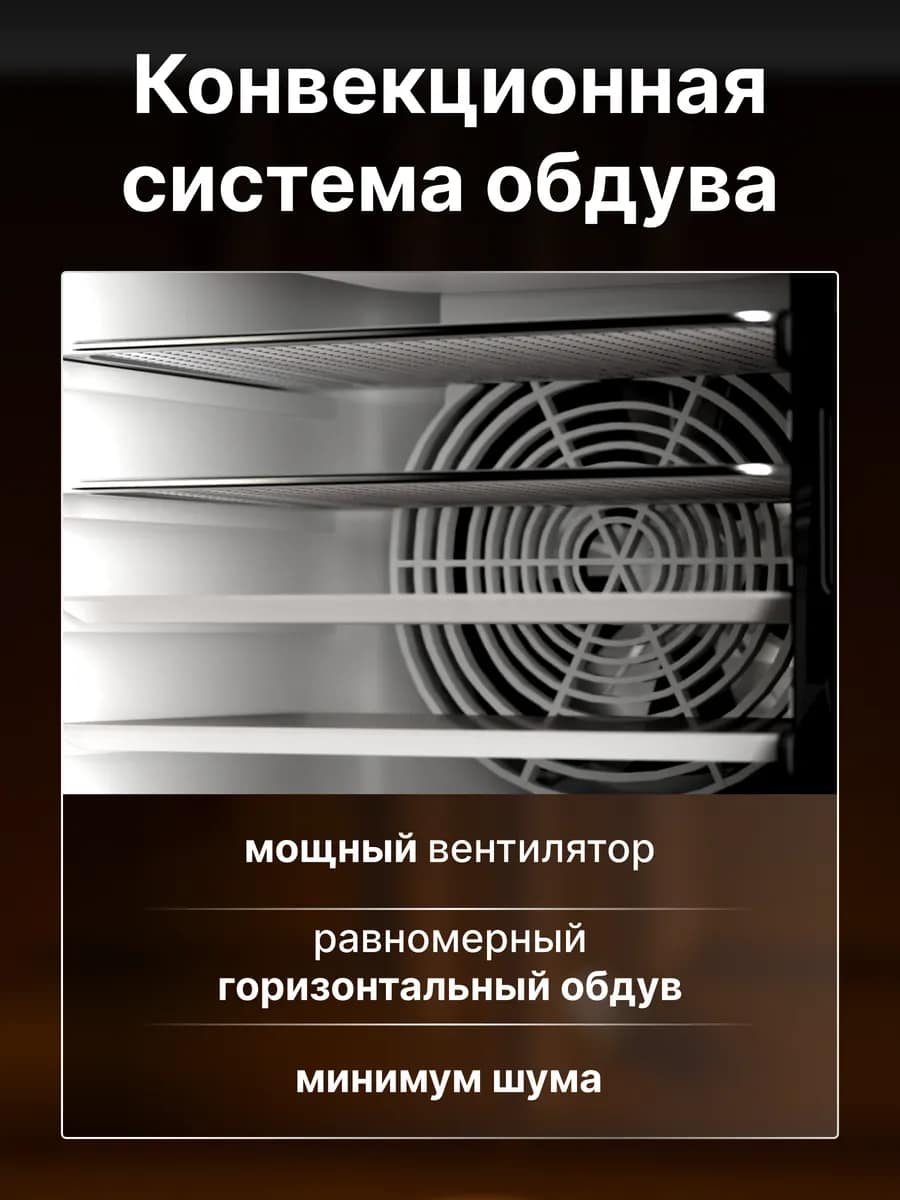 Конвекционная
система обдува
мощный вентилятор
равномерный
горизонтальный обдув
минимум шума